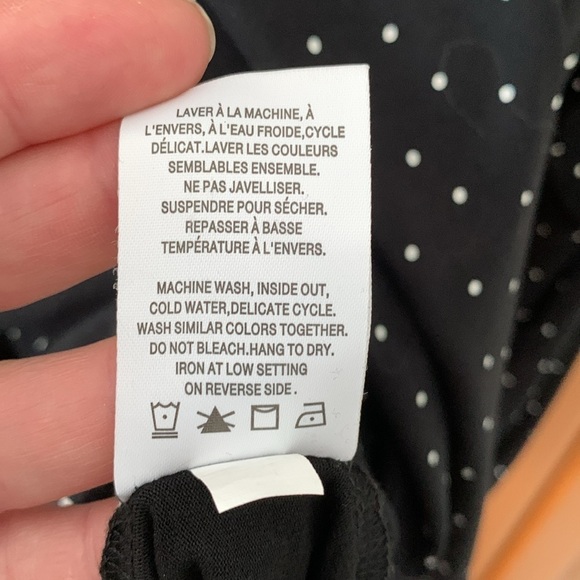 LAVER À LA MACHINE, À
L'ENVERS, À L'EAU FROIDE,CYCLE
DÉLICAT.LAVER LES COULEURS
SEMBLABLES ENSEMBLE.
NE PAS JAVELLISER.
SUSPENDRE POUR SÉCHER.
REPASSER À BASSE
TEMPÉRATURE À L'ENVERS.
MACHINE WASH, INSIDE OUT,
COLD WATER,DELICATE CYCLE.
WASH SIMILAR COLORS TOGETHER.
DO NOT BLEACH.HANG TO DRY.
IRON AT LOW SETTING
ON REVERSE SIDE .